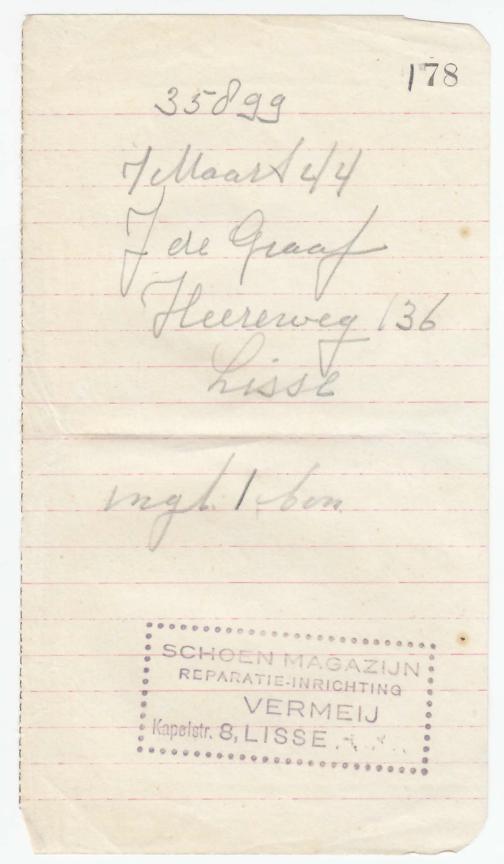 178
35899
7 Maart 44
J de Graaf
Heereweg 136
Lisse
ingl. 1 bon
SCHOEN MAGAZIJN
REPARATIE-INRICHTING
VERMEIJ
Kapelstr. 8, LISSE